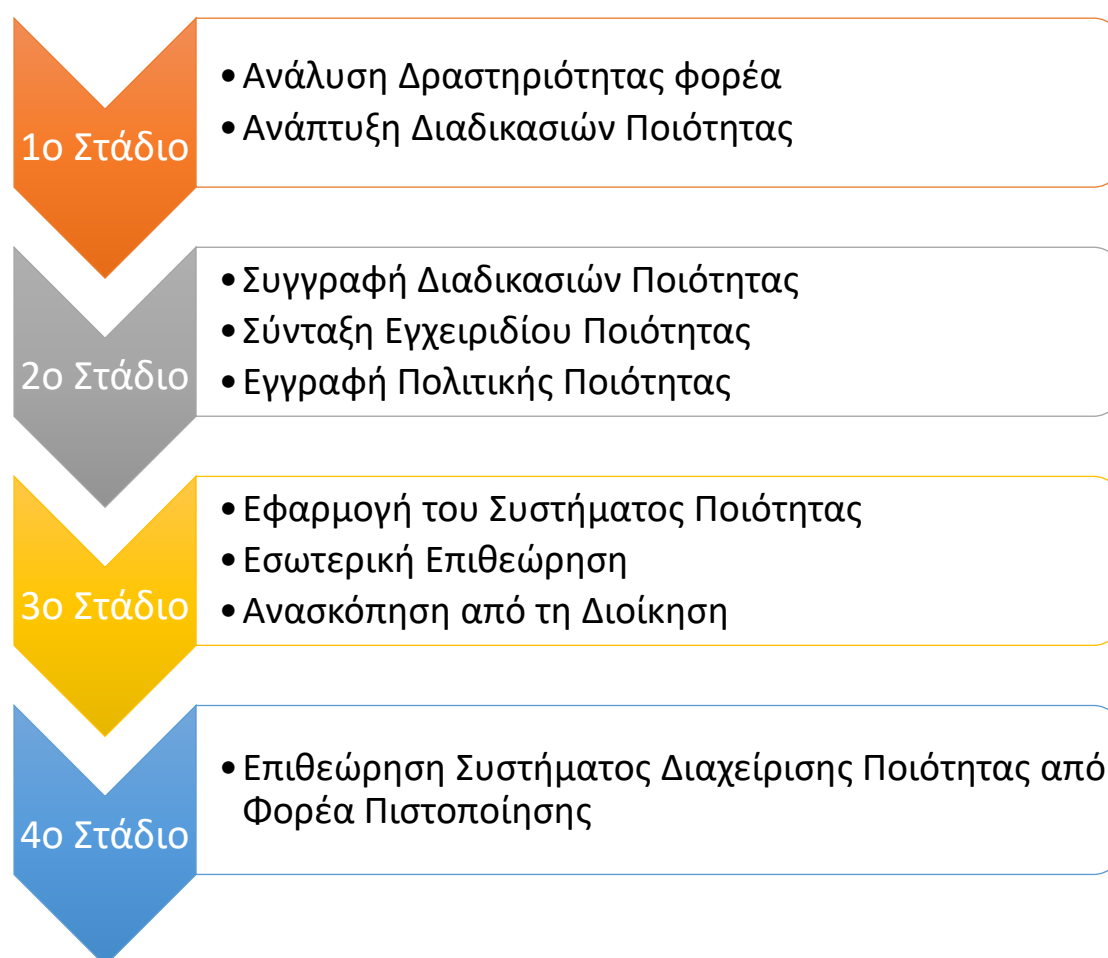 1ο Στάδιο
• Ανάλυση Δραστηριότητας φορέα
• Ανάπτυξη Διαδικασιών Ποιότητας
2ο Στάδιο
• Συγγραφή Διαδικασιών Ποιότητας
• Σύνταξη Εγχειριδίου Ποιότητας
• Εγγραφή Πολιτικής Ποιότητας
3ο Στάδιο
• Εφαρμογή του Συστήματος Ποιότητας
• Εσωτερική Επιθεώρηση
• Ανασκόπηση από τη Διοίκηση
4ο Στάδιο
• Επιθεώρηση Συστήματος Διαχείρισης Ποιότητας από
Φορέα Πιστοποίησης